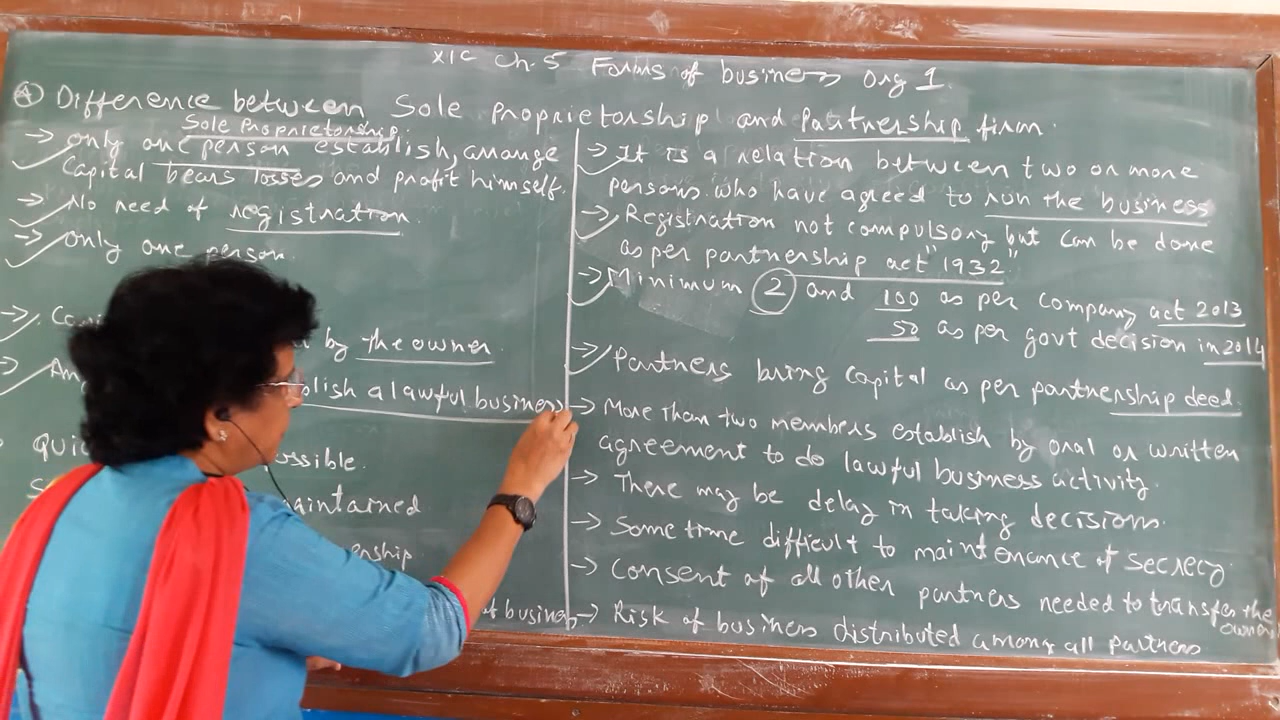 XIC Ch 5 Forms of business org 1.
A Difference between Sole Proprietorship and Partnership firm.
Sole Proprietorship
→ only one person establish, arrange
Capital bears losses and profit himself.
→ No need of registration.
→ only one person.
by the owner.
a lawful business
aintained
of business
→ It is a relation between two or more
persons who have agreed to run the business
→ Registration not compulsory but can be done
as per partnership act "1932"
→ Minimum 2 and 100 as per company act 2013
50 as per govt decision in 2014
→ Partners bring capital as per partnership deed.
→ More than two members establish by oral or written
agreement to do lawful business activity.
→ There may be delay in taking decisions.
→ Some time difficult to maintenance of secrecy.
→ Consent of all other partners needed to transfer the
owner
→ Risk of business distributed among all partners